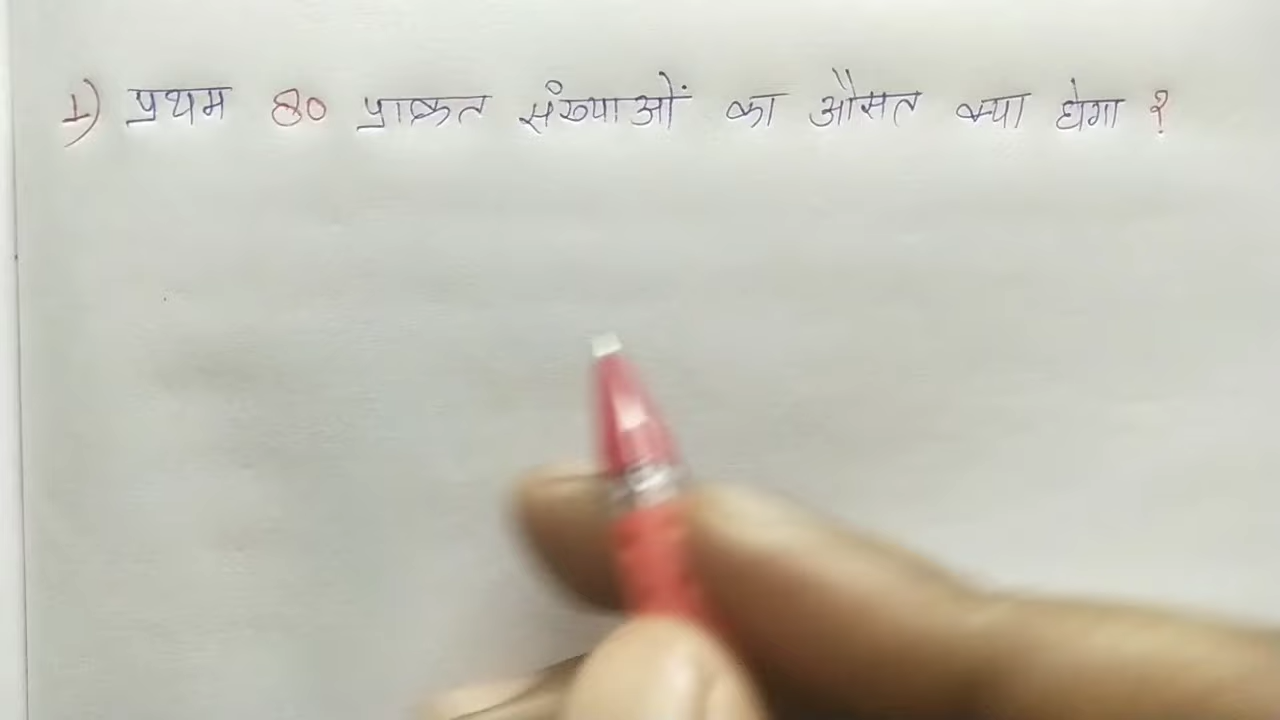 1) प्रथम 80 प्राकृत संख्याओं का औसत क्या होगा ?